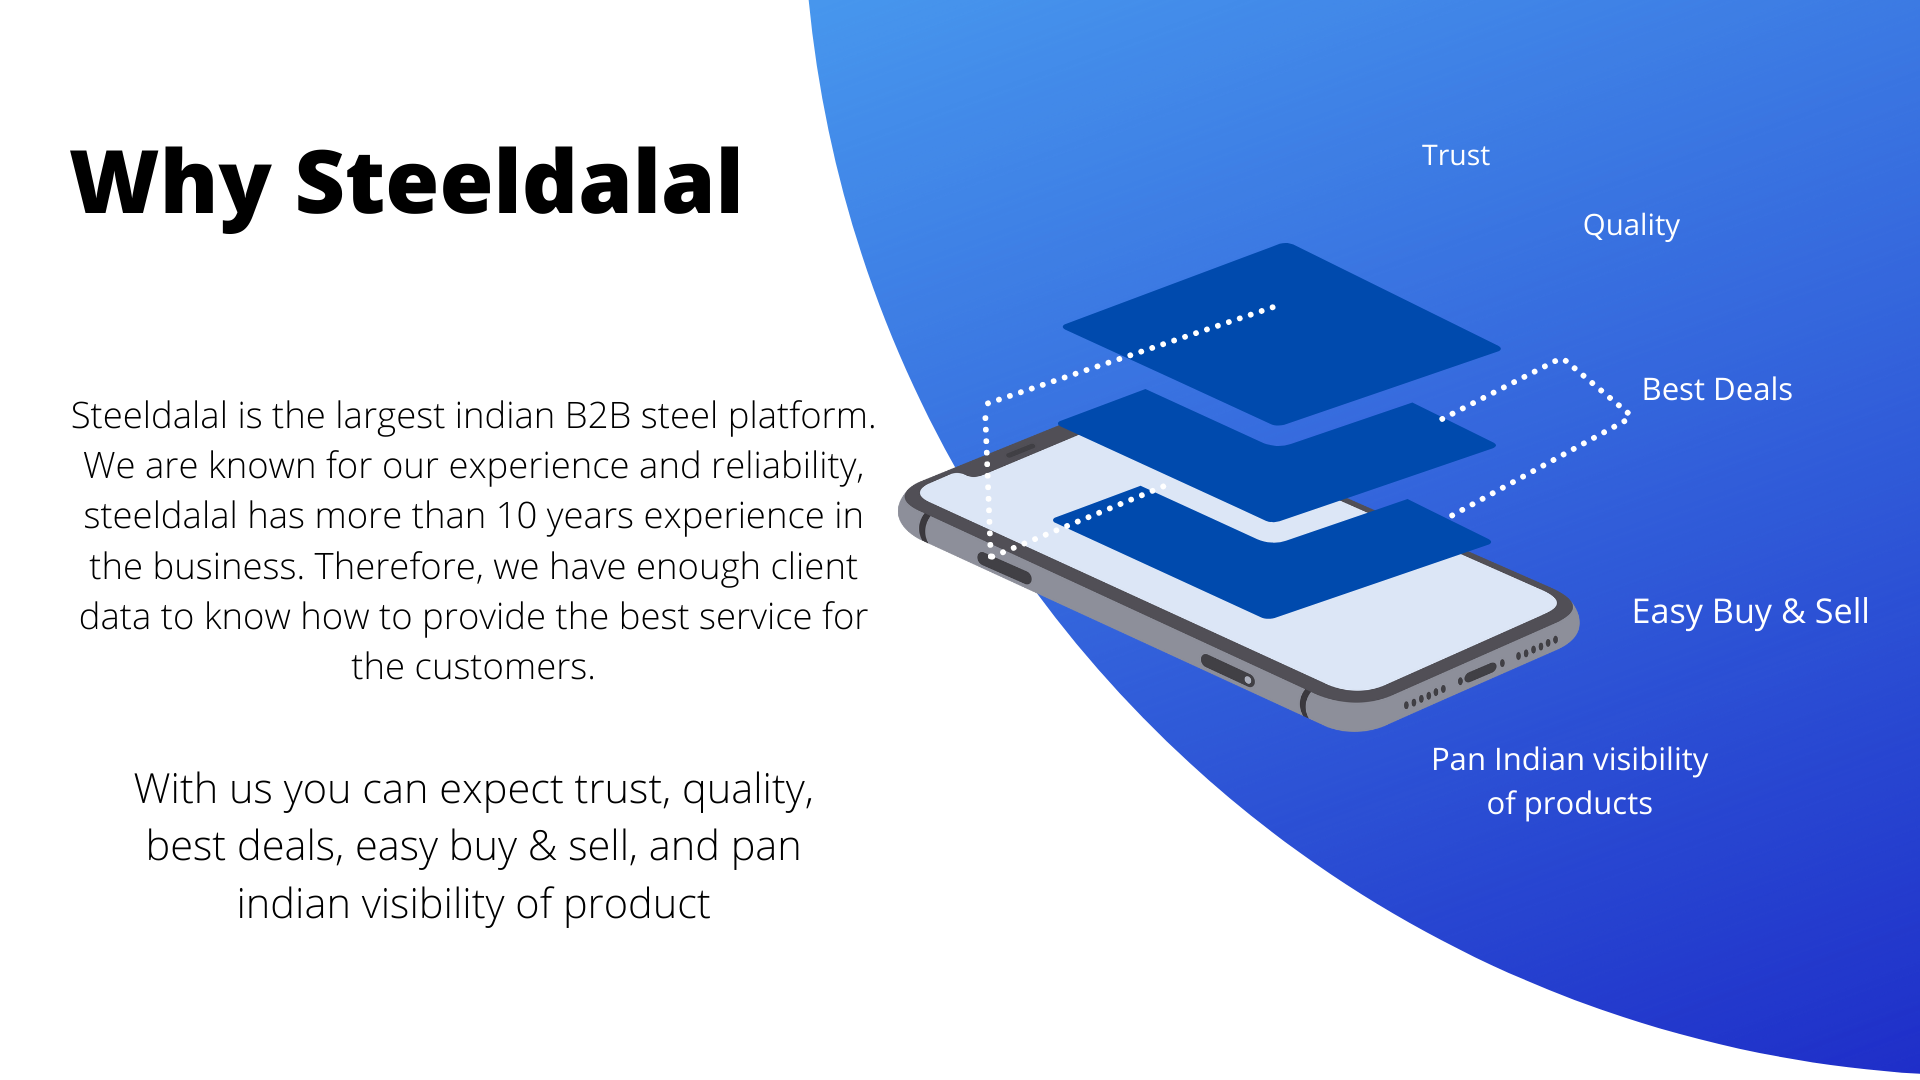 Why Steeldalal
Steeldalal is the largest indian B2B steel platform.
We are known for our experience and reliability,
steeldalal has more than 10 years experience in
the business. Therefore, we have enough client
data to know how to provide the best service for
the customers.
With us you can expect trust, quality,
best deals, easy buy & sell, and pan
indian visibility of product
Trust
Quality
Best Deals
Easy Buy & Sell
Pan Indian visibility
of products